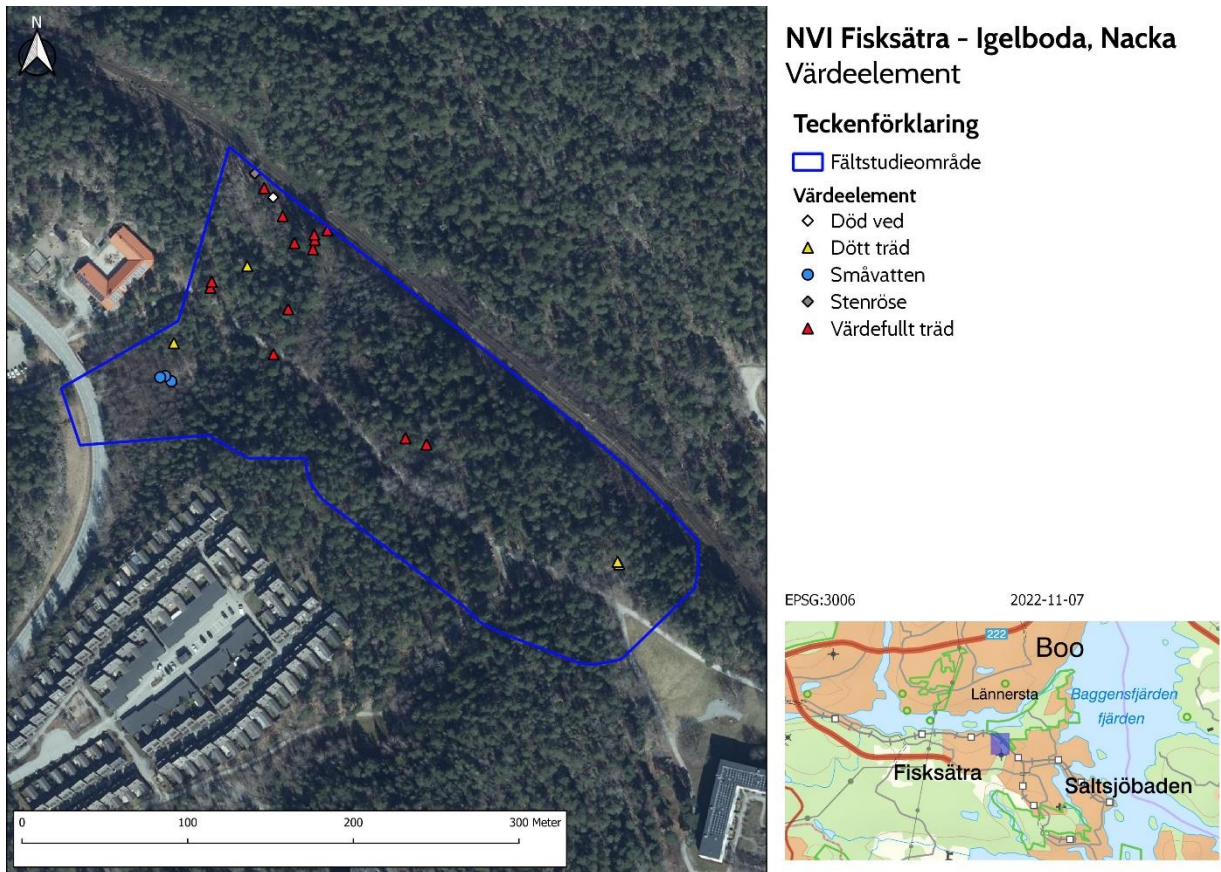 N
NVI Fisksätra - Igelboda, Nacka
Värdeelement
Teckenförklaring
Fältstudieområde
Värdeelement
Död ved
Dött träd
Småvatten
Stenröse
Värdefullt träd
0 100 200 300 Meter
EPSG:3006 2022-11-07
222
Boo
Lännersta
Baggensfjärden
fjärden
Fisksätra
Saltsjöbaden